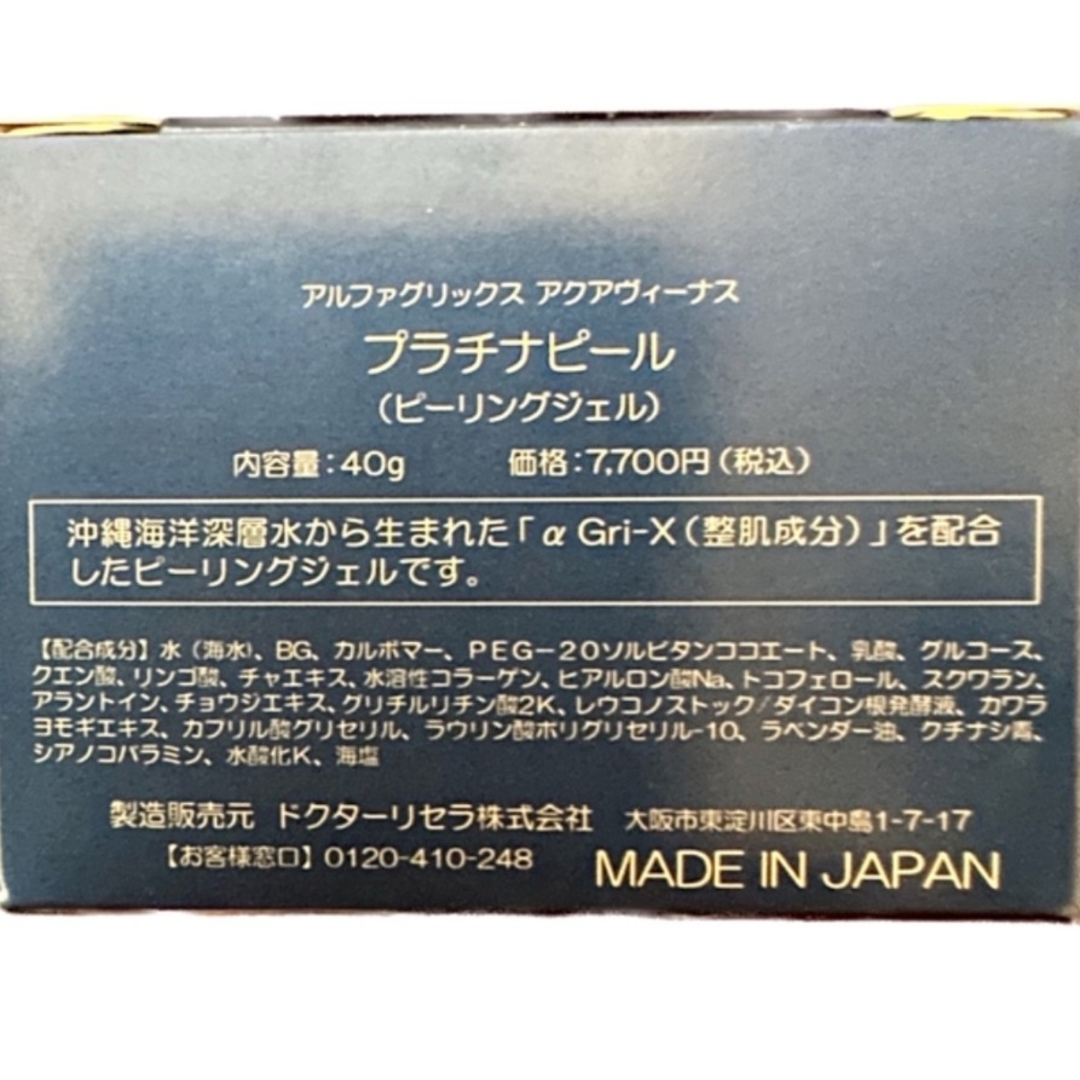 アルファグリックス アクアヴィーナス
プラチナピール
（ピーリングジェル）
内容量：40g 価格：7,700円（税込）
沖縄海洋深層水から生まれた「α Gri-X（整肌成分）」を配合
したピーリングジェルです。
【配合成分】水（海水）、BG、カルボマー、PEG－20ソルビタンココエート、乳酸、グルコース、
クエン酸、リンゴ酸、チャエキス、水溶性コラーゲン、ヒアルロン酸Na、トコフェロール、スクワラン、
アラントイン、チョウジエキス、グリチルリチン酸2K、レウコノストック／ダイコン根発酵液、カワラ
ヨモギエキス、カプリル酸グリセリル、ラウリン酸ポリグリセリル-10、ラベンダー油、クチナシ青、
シアノコバラミン、水酸化K、海塩
製造販売元 ドクターリセラ株式会社 大阪市東淀川区東中島1-7-17
【お客様窓口】0120-410-248 MADE IN JAPAN